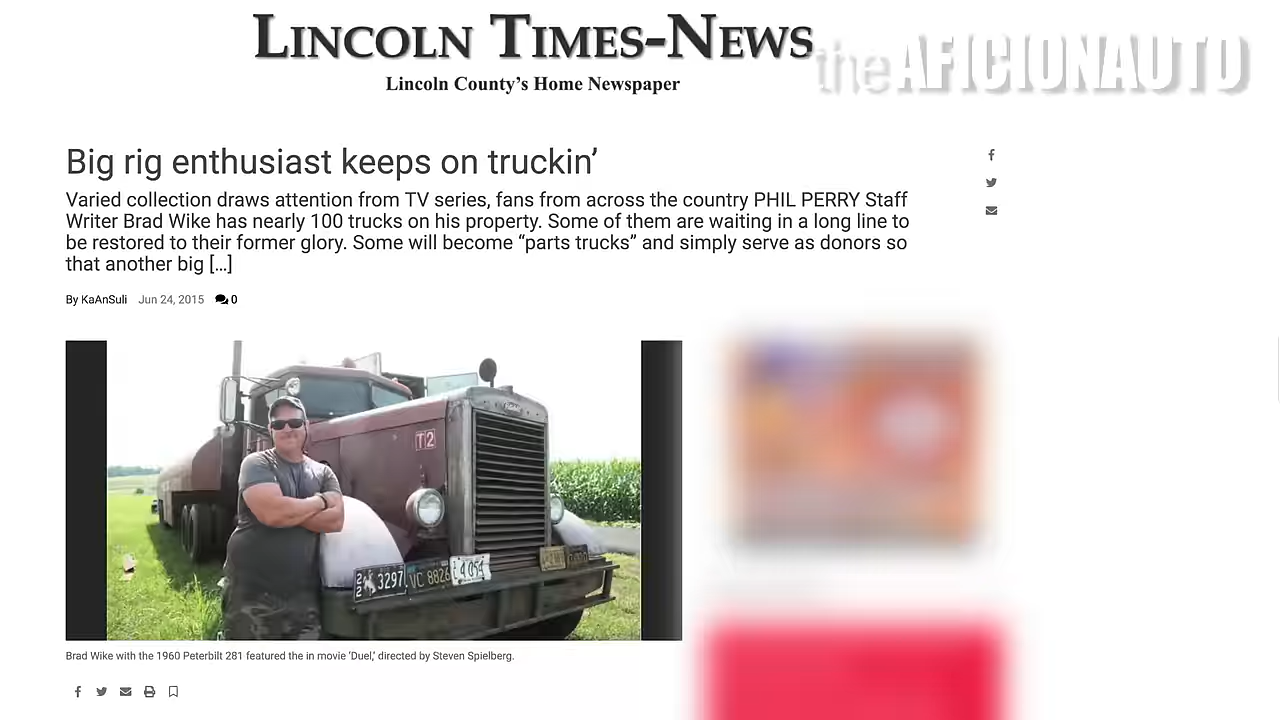 LINCOLN TIMES-NEWS
Lincoln County's Home Newspaper
theAFICIONAUTO
Big rig enthusiast keeps on truckin’
Varied collection draws attention from TV series, fans from across the country PHIL PERRY Staff
Writer Brad Wike has nearly 100 trucks on his property. Some of them are waiting in a long line to
be restored to their former glory. Some will become “parts trucks” and simply serve as donors so
that another big [...]
By KaAnSuli Jun 24, 2015 0
T2
22 3297
VC 8826
4 054
Brad Wike with the 1960 Peterbilt 281 featured the in movie ‘Duel,’ directed by Steven Spielberg.